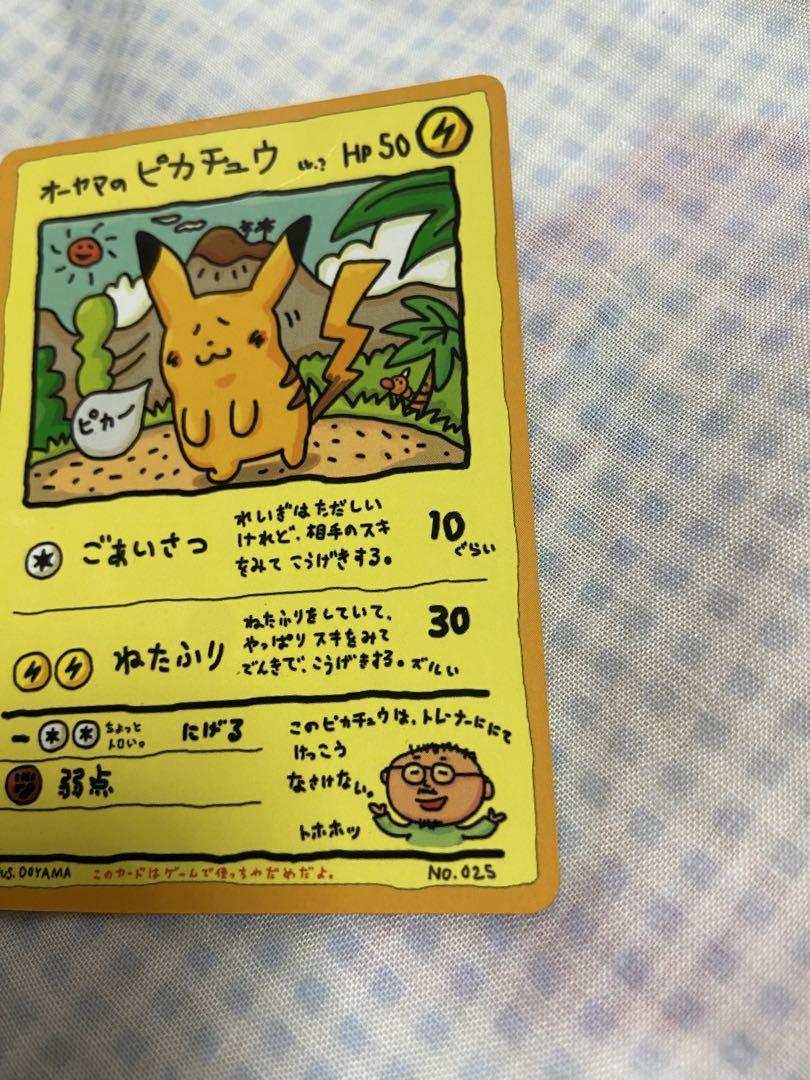 オーヤマの ピカチュウ Lv.? HP 50
ピカー
ごあいさつ
れいぎはただしい
けれど、相手のスキ
をみて こうげきする。
10
ぐらい
ねたふり
ねたふりをしていて、
やっぱり スキをみて
でんきで、こうげきする。ズルい
30
ちょっと
トロい。
にげる
弱点
このピカチュウは、トレーナーににて
けっこう
なさけない。
トホホッ
us. OOYAMA
このカードはゲームで使っちゃだめだよ。
NO. 025